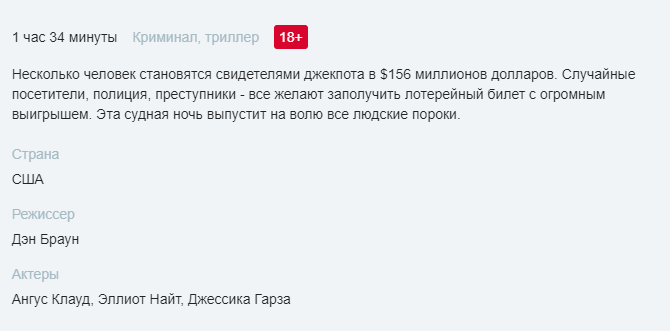 1 час 34 минуты Криминал, триллер 18+
Несколько человек становятся свидетелями джекпота в $156 миллионов долларов. Случайные
посетители, полиция, преступники - все желают заполучить лотерейный билет с огромным
выигрышем. Эта судная ночь выпустит на волю все людские пороки.
Страна
США
Режиссер
Дэн Браун
Актеры
Ангус Клауд, Эллиот Найт, Джессика Гарза